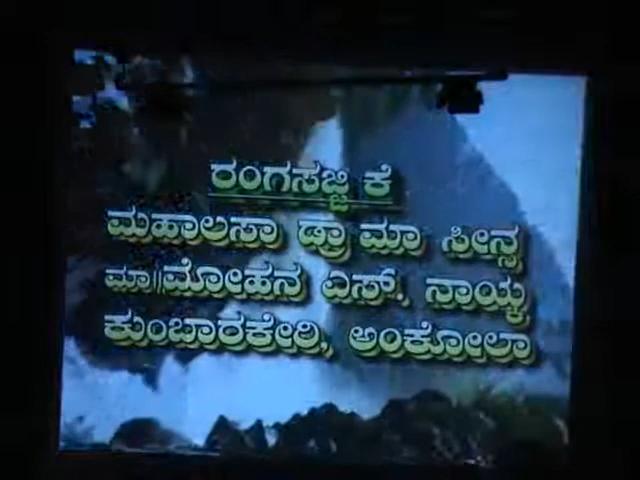 ರಂಗಸಜ್ಜಿಕೆ
ಮಹಾಲಸಾ ಡ್ರಾಮಾ ಸೀನ್ಸ
ಮಾ||ಮೋಹನ ಎಸ್. ನಾಯ್ಕ
ಕುಂಬಾರಕೇರಿ, ಅಂಕೋಲಾ